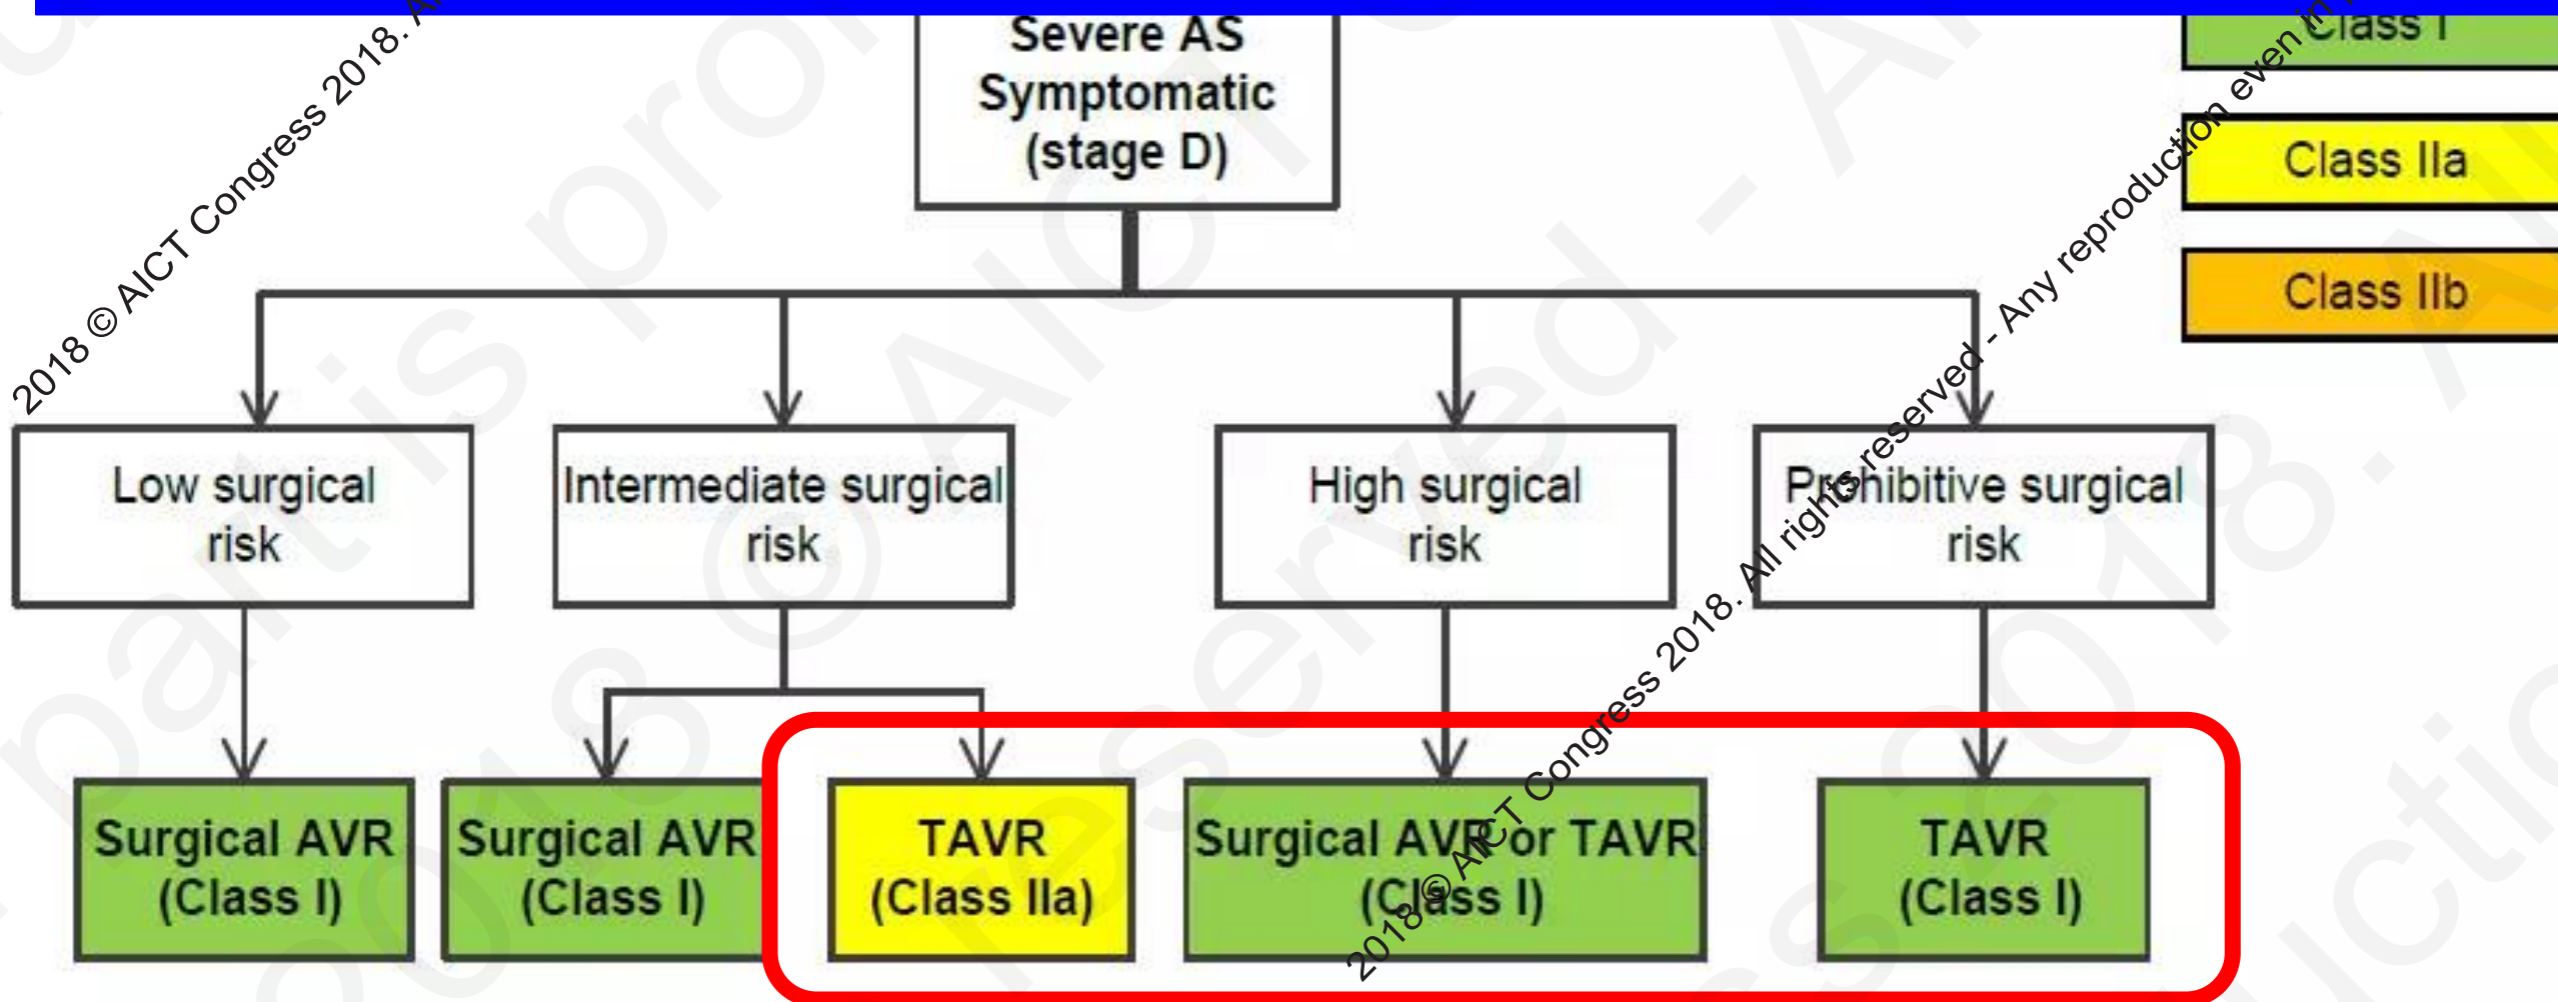 Severe AS
Symptomatic
(stage D)
Class I
Class IIa
Class IIb
Low surgical
risk
Intermediate surgical
risk
High surgical
risk
Prohibitive surgical
risk
Surgical AVR
(Class I)
Surgical AVR
(Class I)
TAVR
(Class IIa)
Surgical AVR or TAVR
(Class I)
TAVR
(Class I)
2018 © AICT Congress 2018.
2018 © AICT Congress 2018. All rights reserved - Any reproduction even in